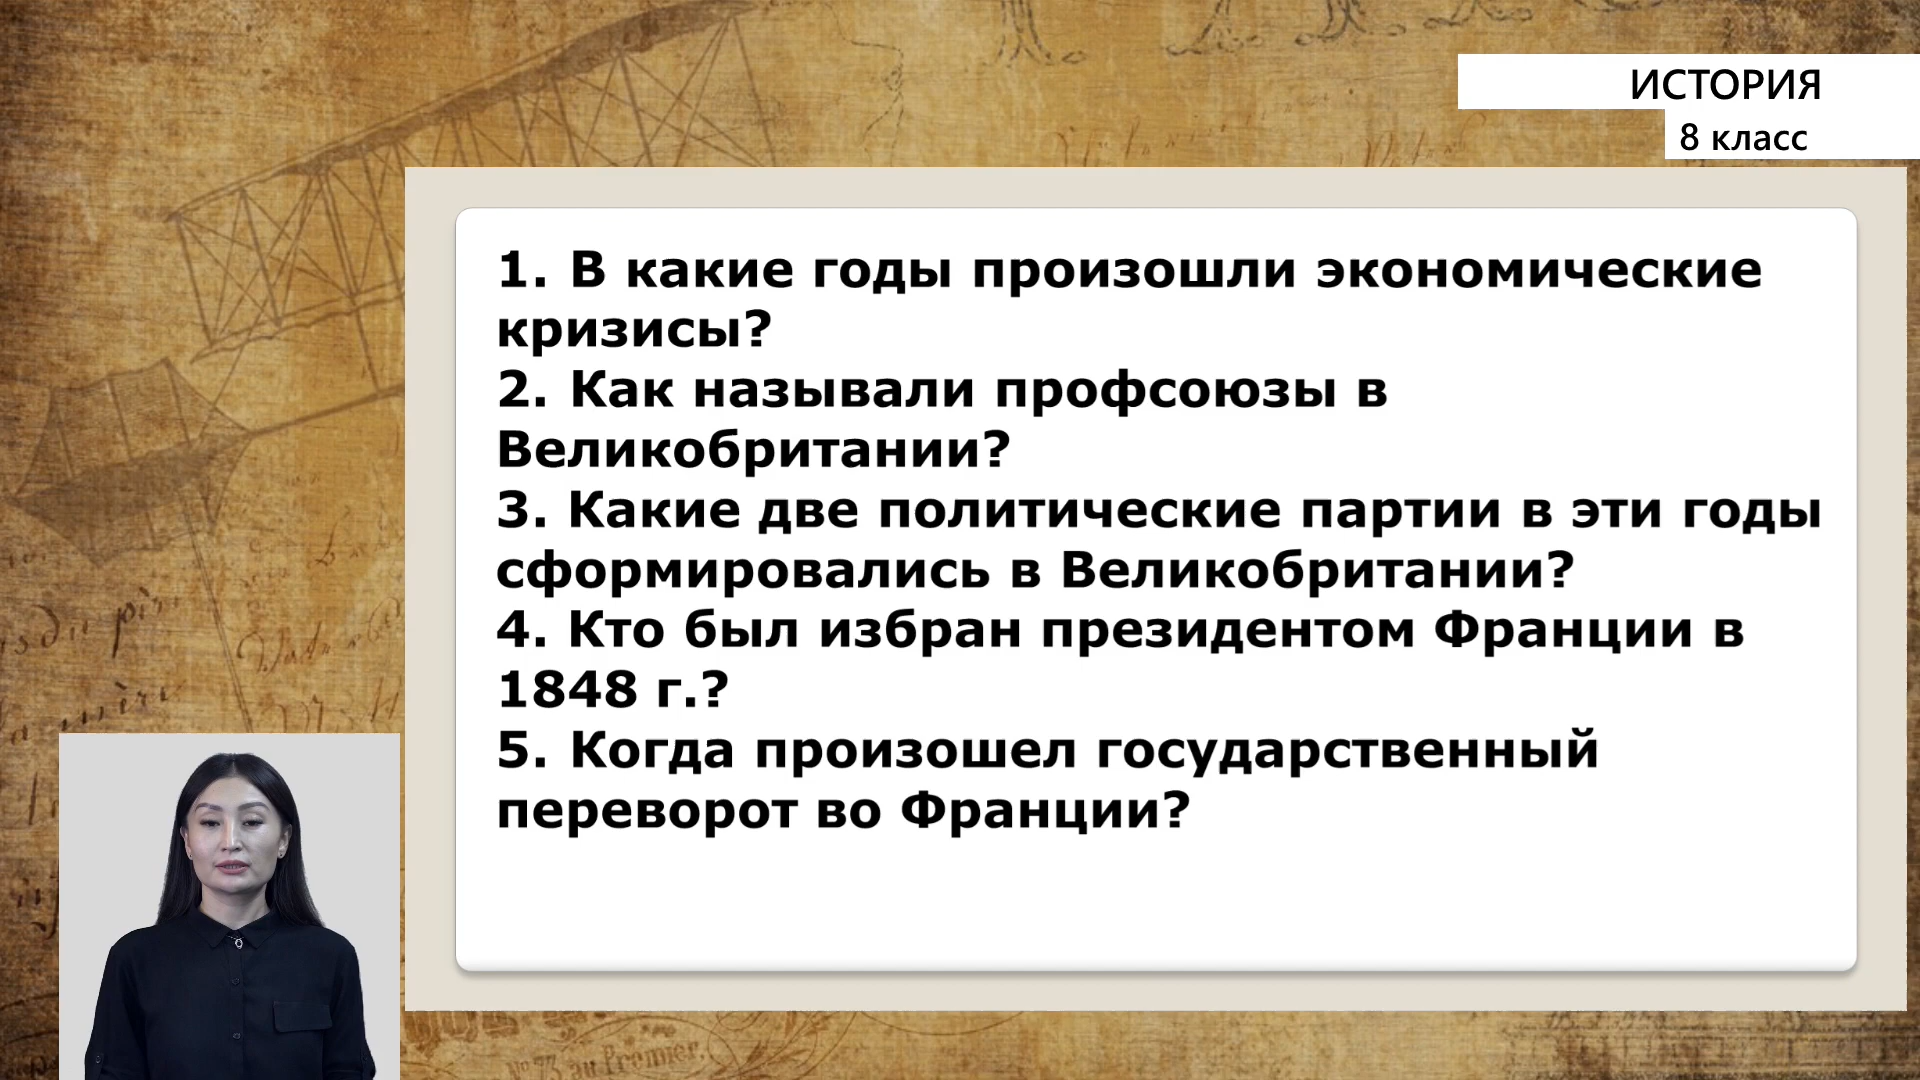 ИСТОРИЯ
8 класс
1. В какие годы произошли экономические
кризисы?
2. Как называли профсоюзы в
Великобритании?
3. Какие две политические партии в эти годы
сформировались в Великобритании?
4. Кто был избран президентом Франции в
1848 г.?
5. Когда произошел государственный
переворот во Франции?